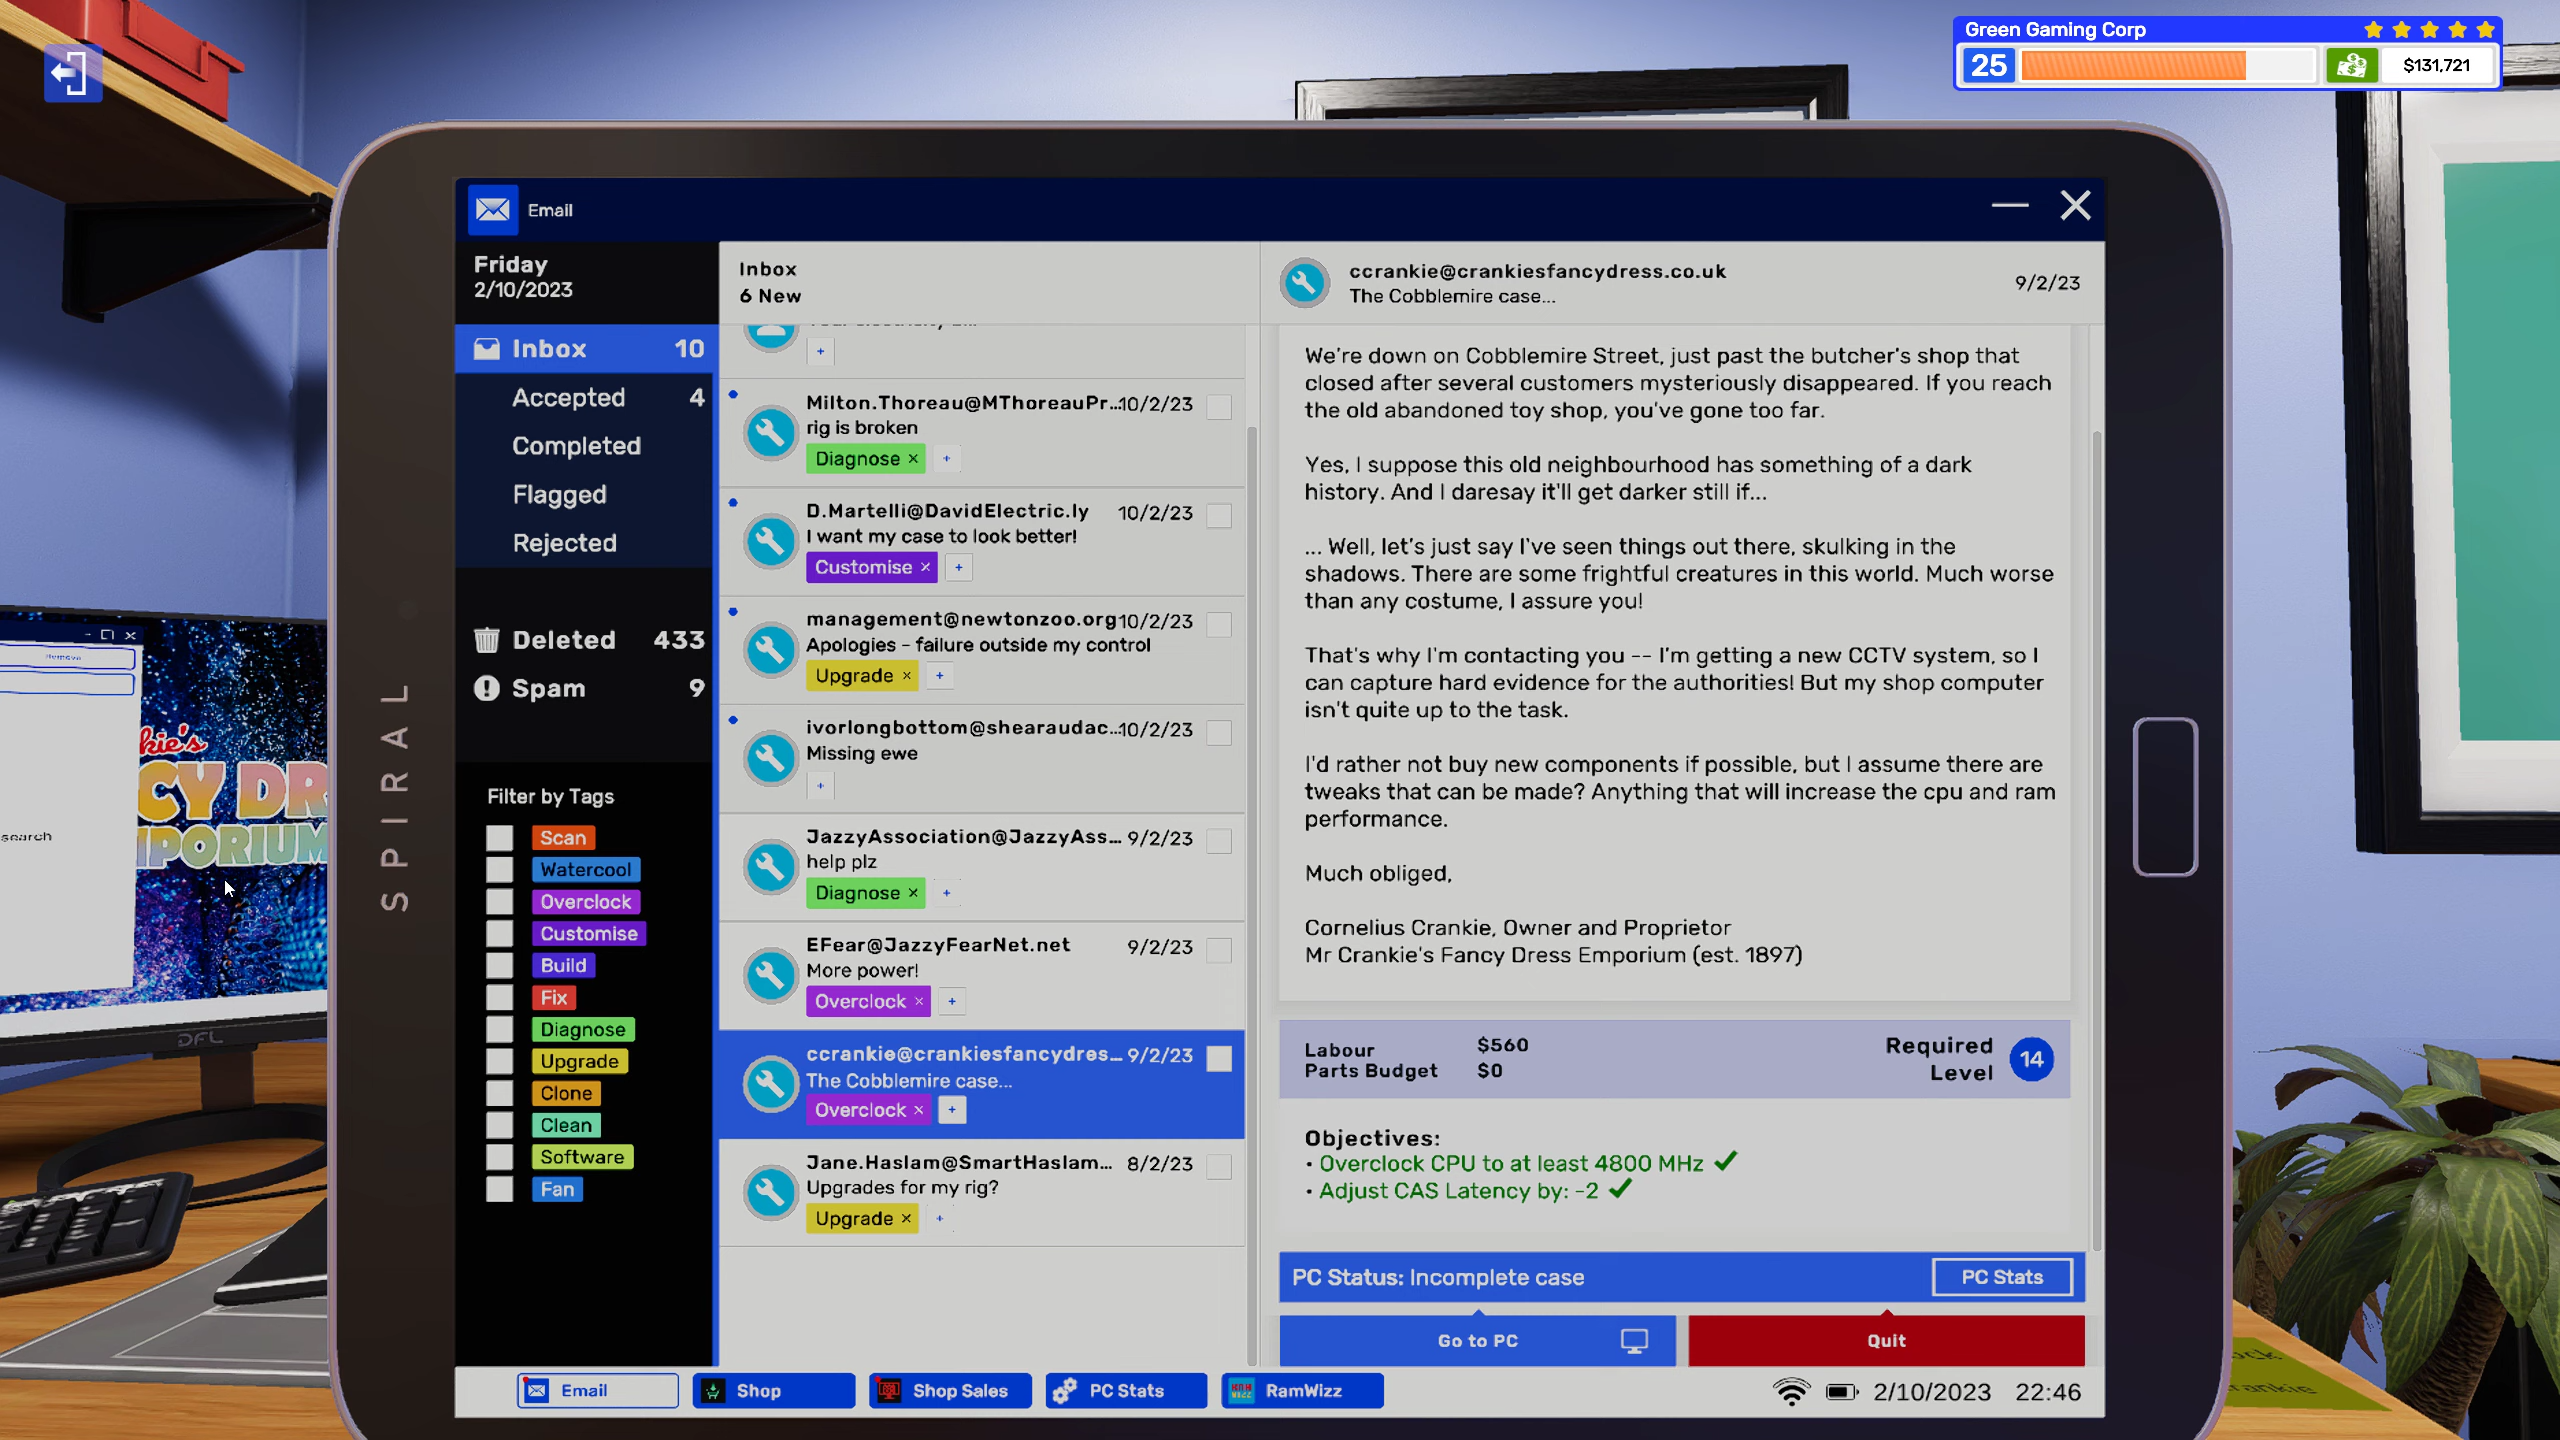 Green Gaming Corp
25
$131,721
Email
Friday
2/10/2023
Inbox 10
Accepted 4
Completed
Flagged
Rejected
Deleted 433
Spam 9
Filter by Tags
Scan
Watercool
Overclock
Customise
Build
Fix
Diagnose
Upgrade
Clone
Clean
Software
Fan
Inbox
6 New
+
Milton.Thoreau@MThoreauPr...10/2/23
rig is broken
Diagnose × +
D.Martelli@DavidElectric.ly 10/2/23
I want my case to look better!
Customise × +
management@newtonzoo.org10/2/23
Apologies - failure outside my control
Upgrade × +
ivorlongbottom@shearaudac...10/2/23
Missing ewe
+
JazzyAssociation@JazzyAss... 9/2/23
help plz
Diagnose × +
EFear@JazzyFearNet.net 9/2/23
More power!
Overclock × +
ccrankie@crankiesfancydres... 9/2/23
The Cobblemire case...
Overclock × +
Jane.Haslam@SmartHaslam... 8/2/23
Upgrades for my rig?
Upgrade × +
ccrankie@crankiesfancydress.co.uk
The Cobblemire case...
9/2/23
We're down on Cobblemire Street, just past the butcher's shop that
closed after several customers mysteriously disappeared. If you reach
the old abandoned toy shop, you've gone too far.
Yes, I suppose this old neighbourhood has something of a dark
history. And I daresay it'll get darker still if...
... Well, let's just say I've seen things out there, skulking in the
shadows. There are some frightful creatures in this world. Much worse
than any costume, I assure you!
That's why I'm contacting you -- I'm getting a new CCTV system, so I
can capture hard evidence for the authorities! But my shop computer
isn't quite up to the task.
I'd rather not buy new components if possible, but I assume there are
tweaks that can be made? Anything that will increase the cpu and ram
performance.
Much obliged,
Cornelius Crankie, Owner and Proprietor
Mr Crankie's Fancy Dress Emporium (est. 1897)
Labour $560
Parts Budget $0
Required
Level
14
Objectives:
• Overclock CPU to at least 4800 MHz
• Adjust CAS Latency by: -2
PC Status: Incomplete case
PC Stats
Go to PC
Quit
Email
Shop
Shop Sales
PC Stats
RamWizz
2/10/2023 22:46
SPIRAL
Remove
search
kie's
CY DR
PORIUM
DFL